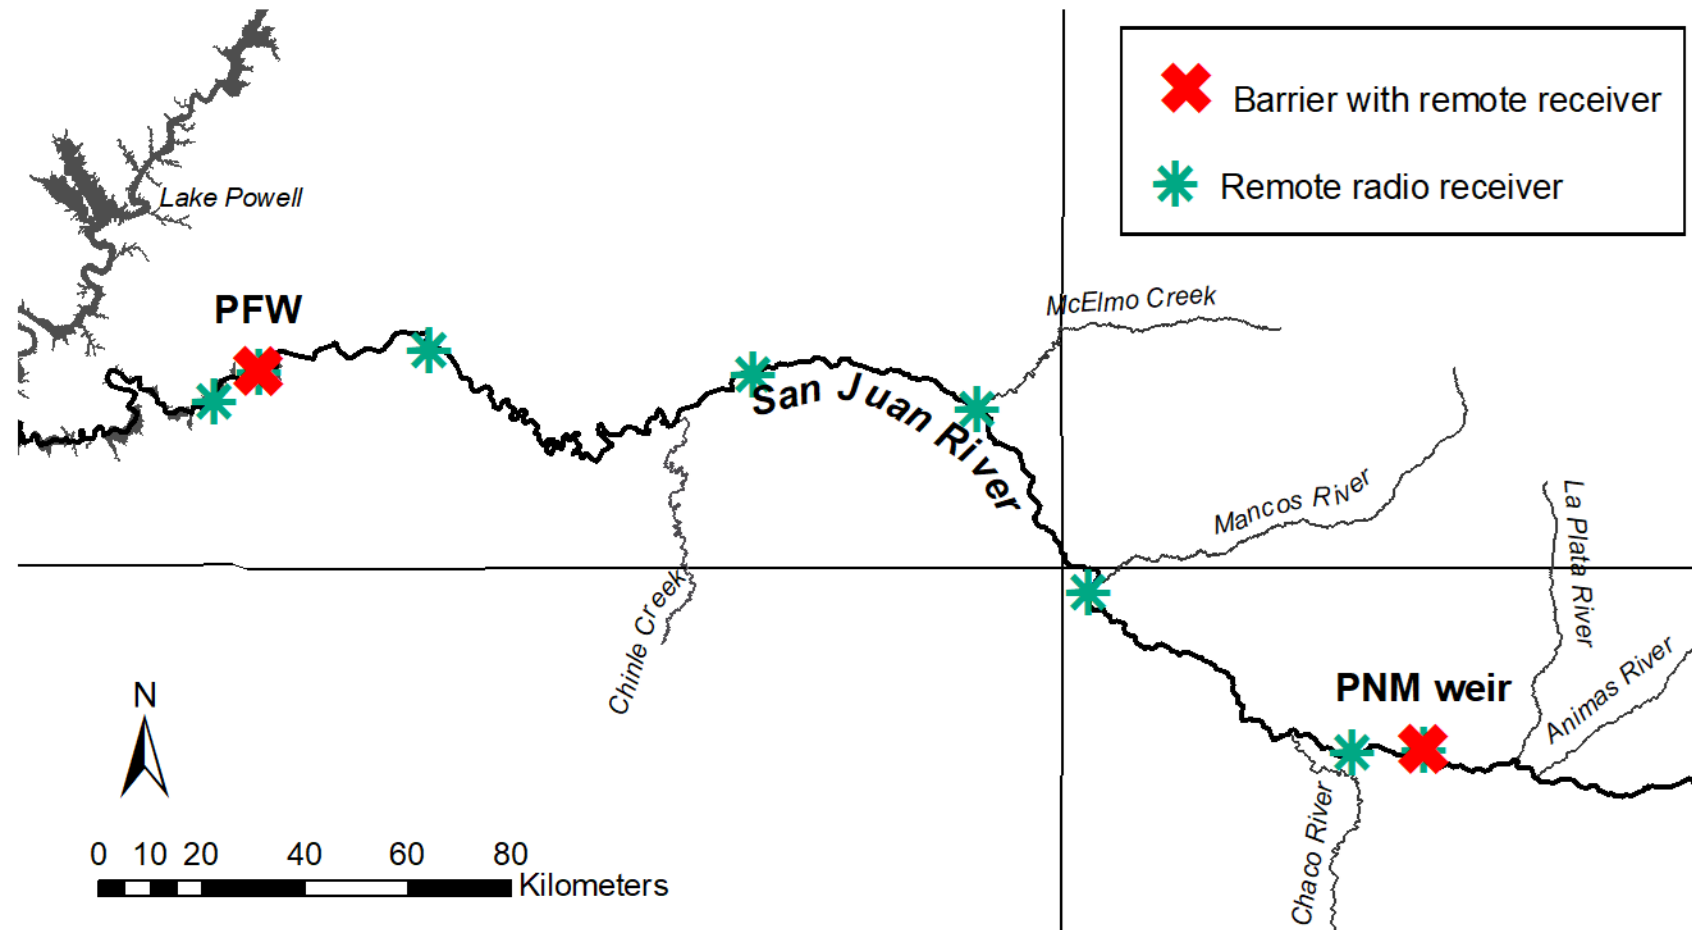 Barrier with remote receiver
Remote radio receiver
Lake Powell
PFW
McElmo Creek
San Juan River
Mancos River
La Plata River
Chinle Creek
Animas River
PNM weir
Chaco River
N
0 10 20 40 60 80
Kilometers